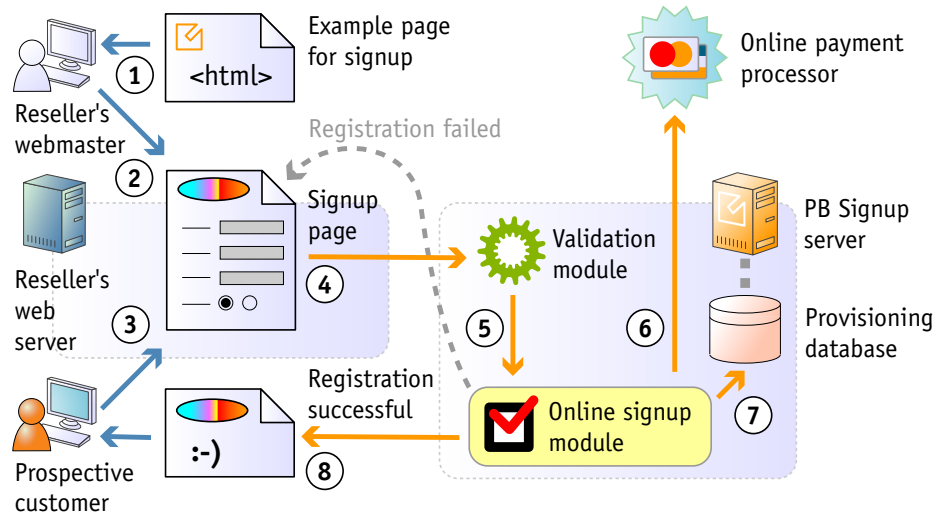 Example page
for signup
<html>
1
Reseller's
webmaster
2
Online payment
processor
Registration failed
Signup
page
4
Reseller's
web
server
3
Validation
module
5
6
PB Signup
server
Provisioning
database
7
Online signup
module
Registration
successful
:-)
8
Prospective
customer